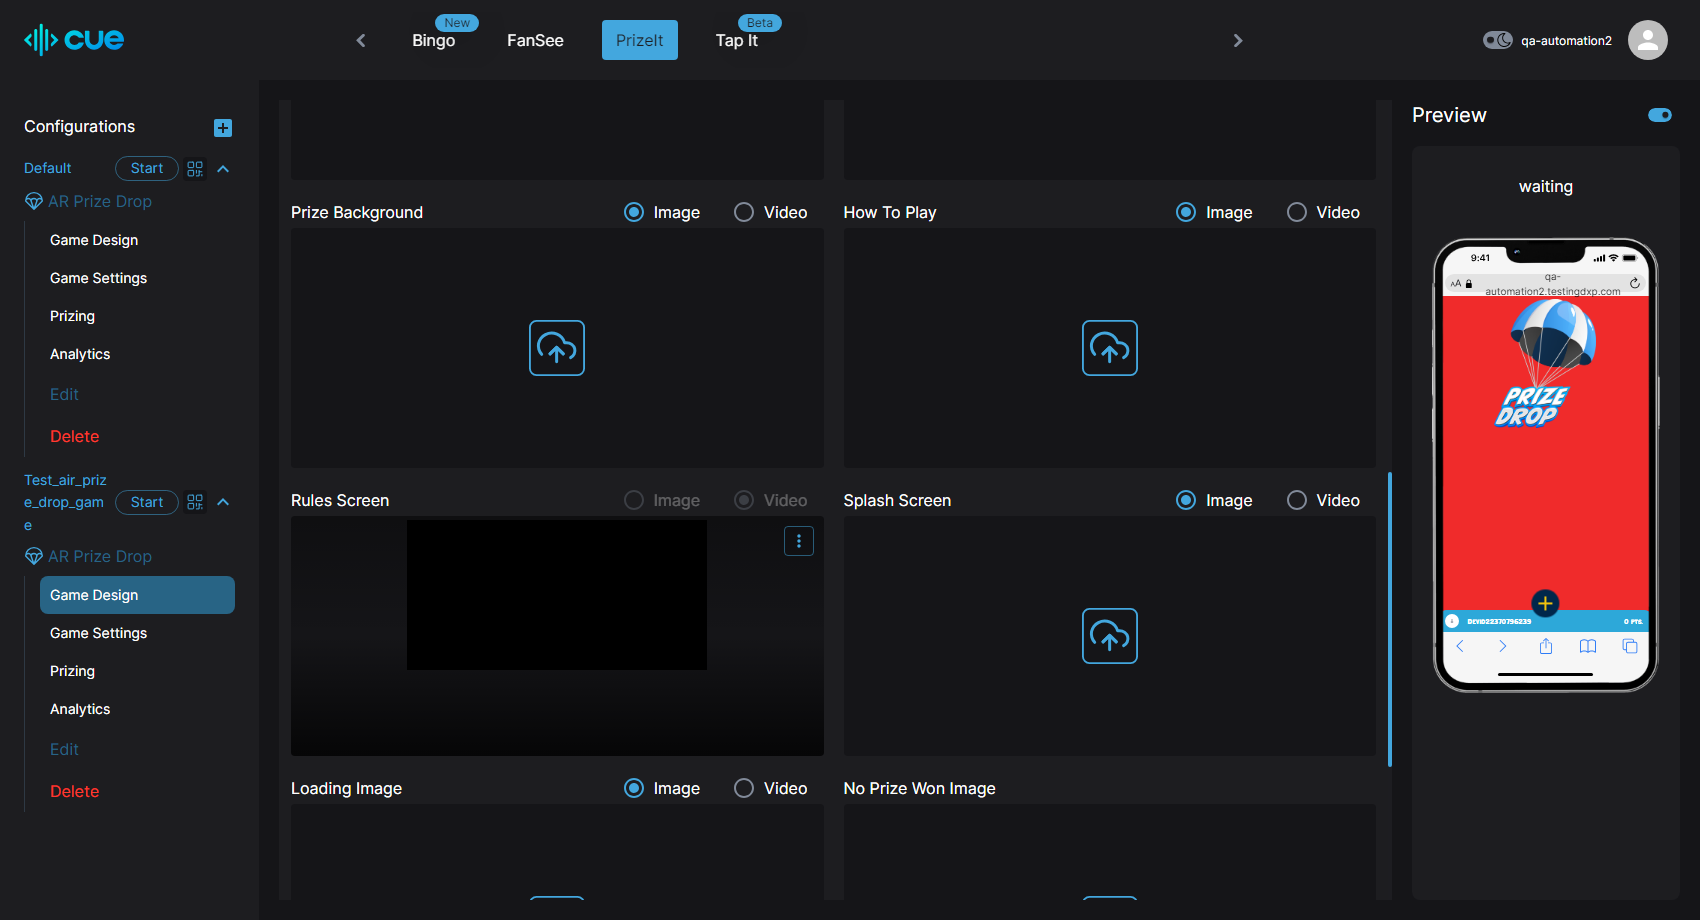 cue
New
Bingo
FanSee
PrizeIt
Beta
Tap It
qa-automation2
Configurations
Default
Start
AR Prize Drop
Game Design
Game Settings
Prizing
Analytics
Edit
Delete
Test_air_priz
e_drop_gam
e
Start
AR Prize Drop
Game Design
Game Settings
Prizing
Analytics
Edit
Delete
Prize Background
Image
Video
How To Play
Image
Video
Rules Screen
Image
Video
Splash Screen
Image
Video
Loading Image
Image
Video
No Prize Won Image
Preview
waiting
9:41
AA
qa-
automation2.testingdxp.com
PRIZE
DROP
0 PTS.